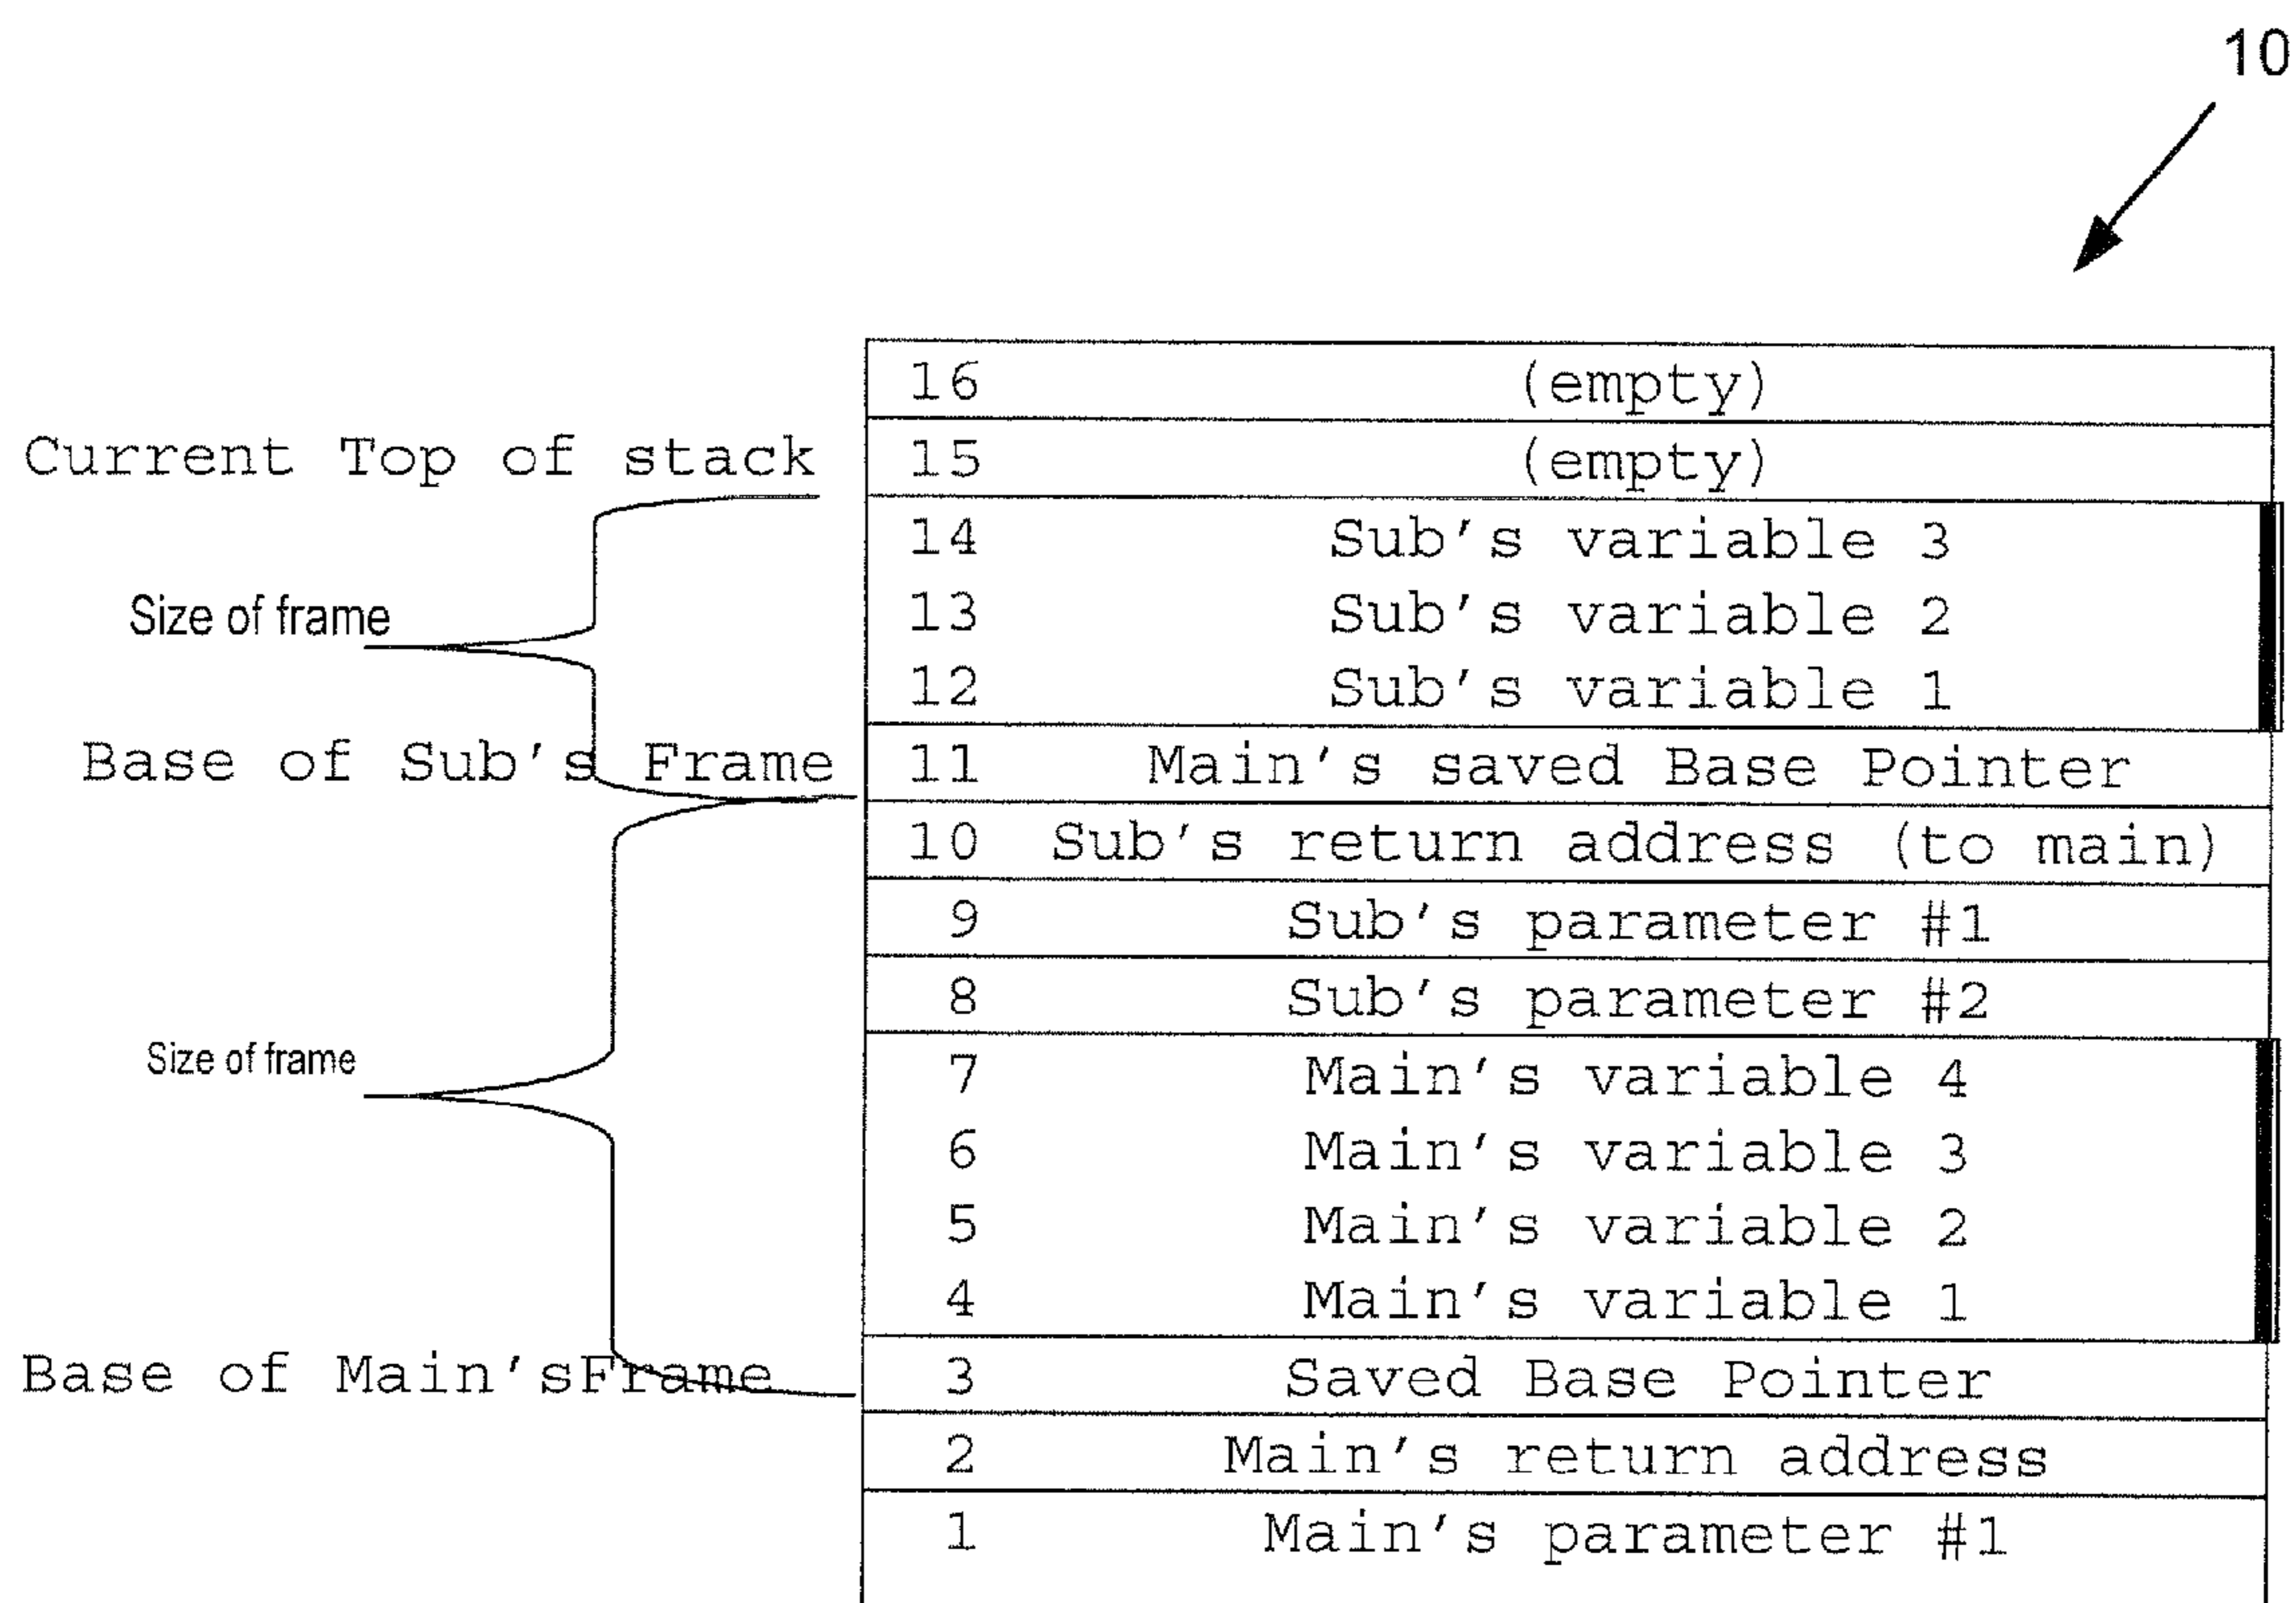 10
16 (empty)
Current Top of stack 15 (empty)
14 Sub's variable 3
Size of frame 13 Sub's variable 2
12 Sub's variable 1
Base of Sub's Frame 11 Main's saved Base Pointer
10 Sub's return address (to main)
9 Sub's parameter #1
8 Sub's parameter #2
Size of frame 7 Main's variable 4
6 Main's variable 3
5 Main's variable 2
4 Main's variable 1
Base of Main'sFrame 3 Saved Base Pointer
2 Main's return address
1 Main's parameter #1